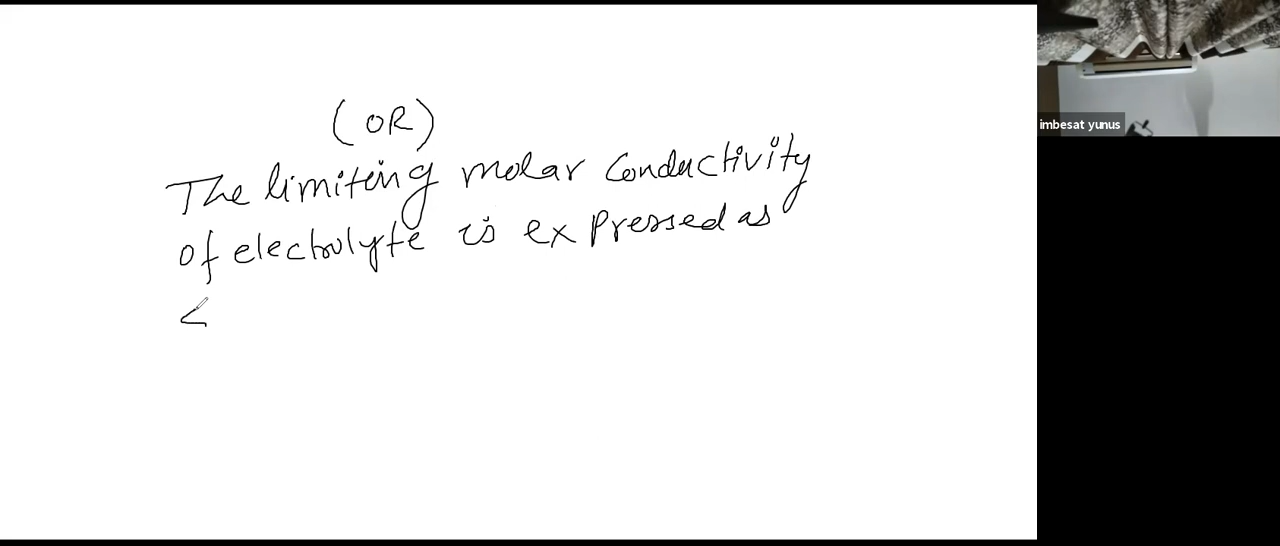 (OR)
The limiting molar conductivity
of electrolyte is expressed as
imbesat yunus